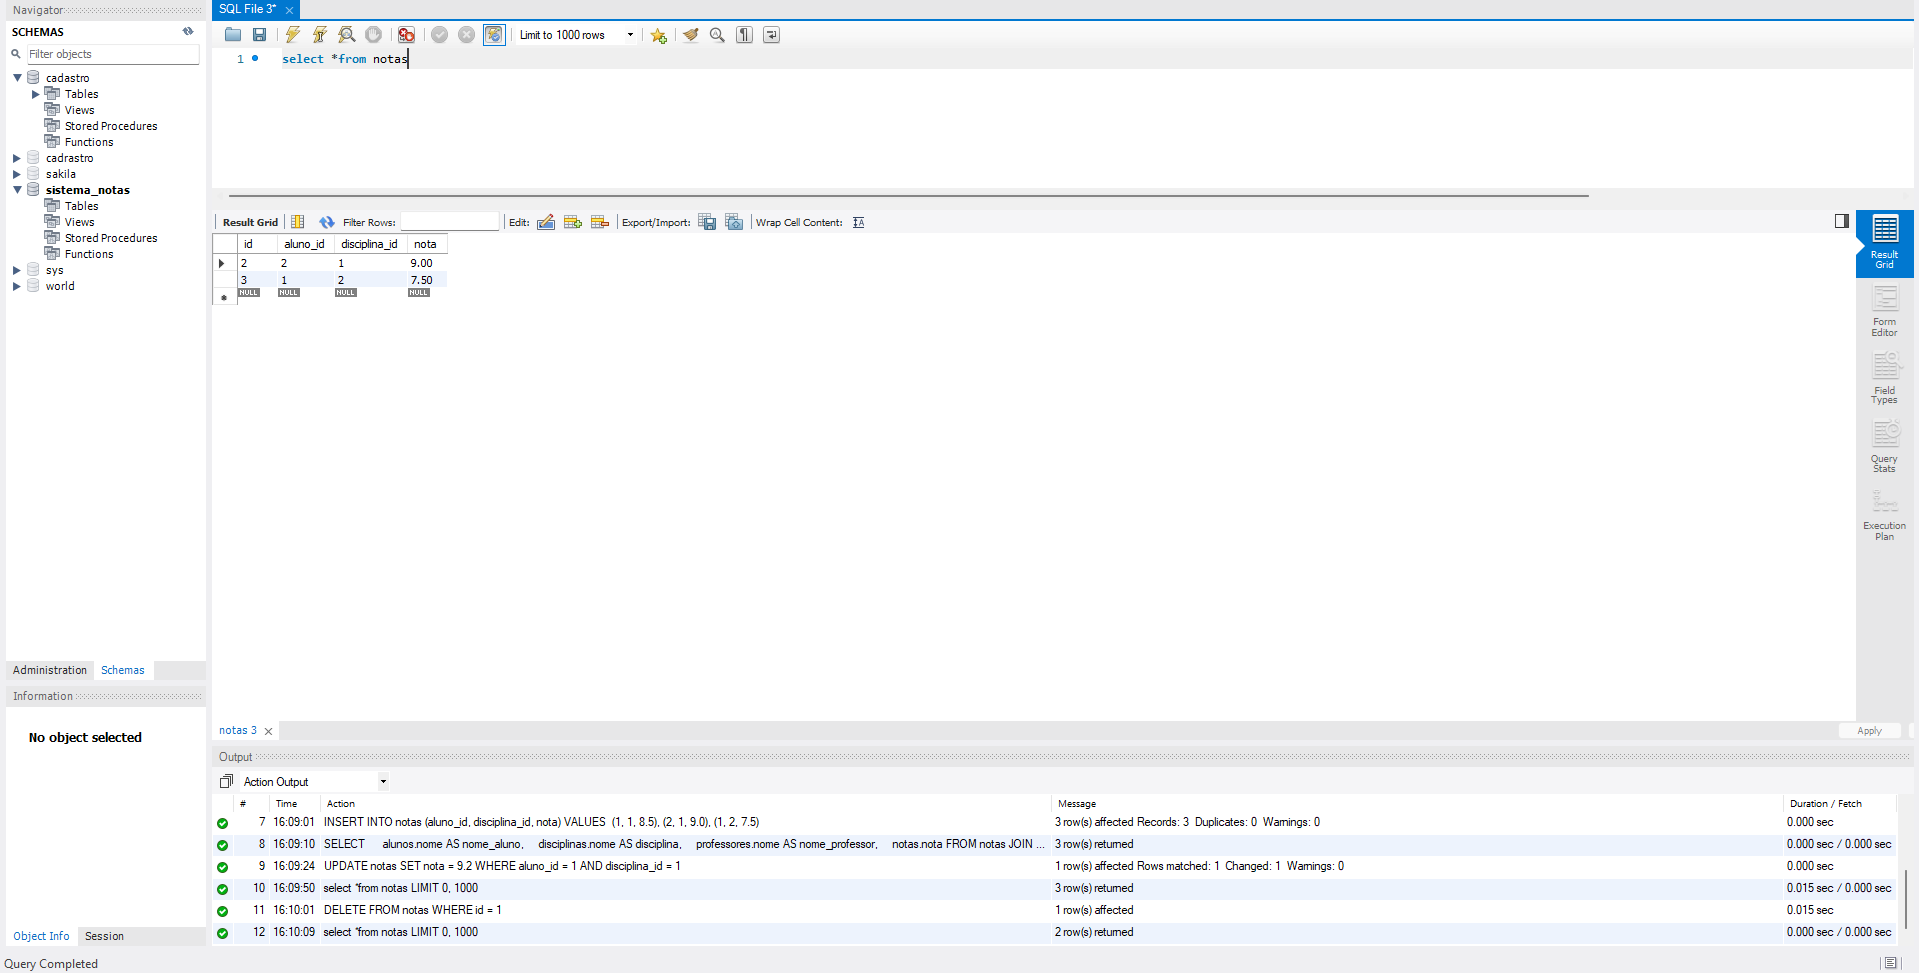 Navigator
SCHEMAS
Filter objects
cadastro
Tables
Views
Stored Procedures
Functions
cadrastro
sakila
sistema_notas
Tables
Views
Stored Procedures
Functions
sys
world
Administration Schemas
Information
No object selected
Object Info Session
SQL File 3*
Limit to 1000 rows
1 select *from notas
Result Grid Filter Rows: Edit: Export/Import: Wrap Cell Content:
id aluno_id disciplina_id nota
2 2 1 9.00
3 1 2 7.50
NULL NULL NULL NULL
Result
Grid
Form
Editor
Field
Types
Query
Stats
Execution
Plan
notas 3
Apply
Output
Action Output
# Time Action Message Duration / Fetch
7 16:09:01 INSERT INTO notas (aluno_id, disciplina_id, nota) VALUES (1, 1, 8.5), (2, 1, 9.0), (1, 2, 7.5) 3 row(s) affected Records: 3 Duplicates: 0 Warnings: 0 0.000 sec
8 16:09:10 SELECT alunos.nome AS nome_aluno, disciplinas.nome AS disciplina, professores.nome AS nome_professor, notas.nota FROM notas JOIN ... 3 row(s) returned 0.000 sec / 0.000 sec
9 16:09:24 UPDATE notas SET nota = 9.2 WHERE aluno_id = 1 AND disciplina_id = 1 1 row(s) affected Rows matched: 1 Changed: 1 Warnings: 0 0.000 sec
10 16:09:50 select *from notas LIMIT 0, 1000 3 row(s) returned 0.015 sec / 0.000 sec
11 16:10:01 DELETE FROM notas WHERE id = 1 1 row(s) affected 0.015 sec
12 16:10:09 select *from notas LIMIT 0, 1000 2 row(s) returned 0.000 sec / 0.000 sec
Query Completed